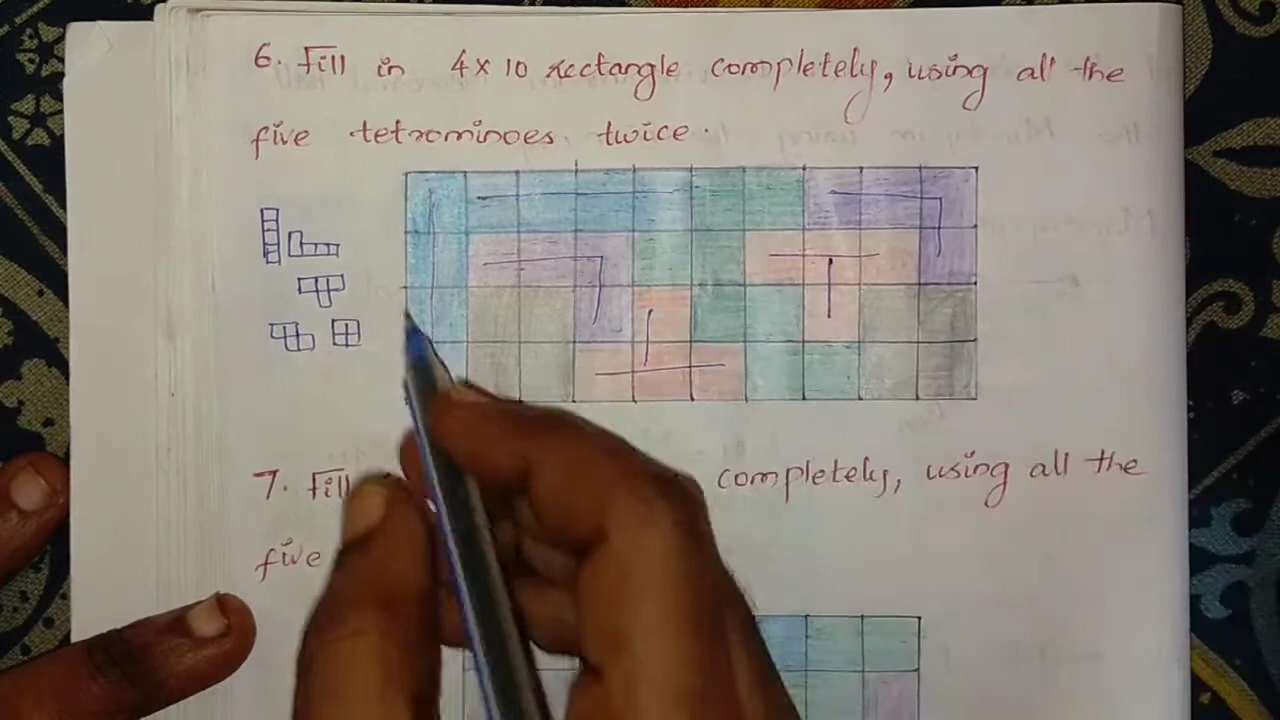 6. Fill in 4 x 10 rectangle completely, using all the
five tetrominoes twice.
7. Fill completely, using all the
five